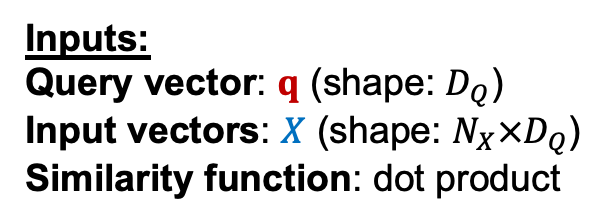 Inputs:
Query vector: q (shape: D_Q)
Input vectors: X (shape: N_X×D_Q)
Similarity function: dot product